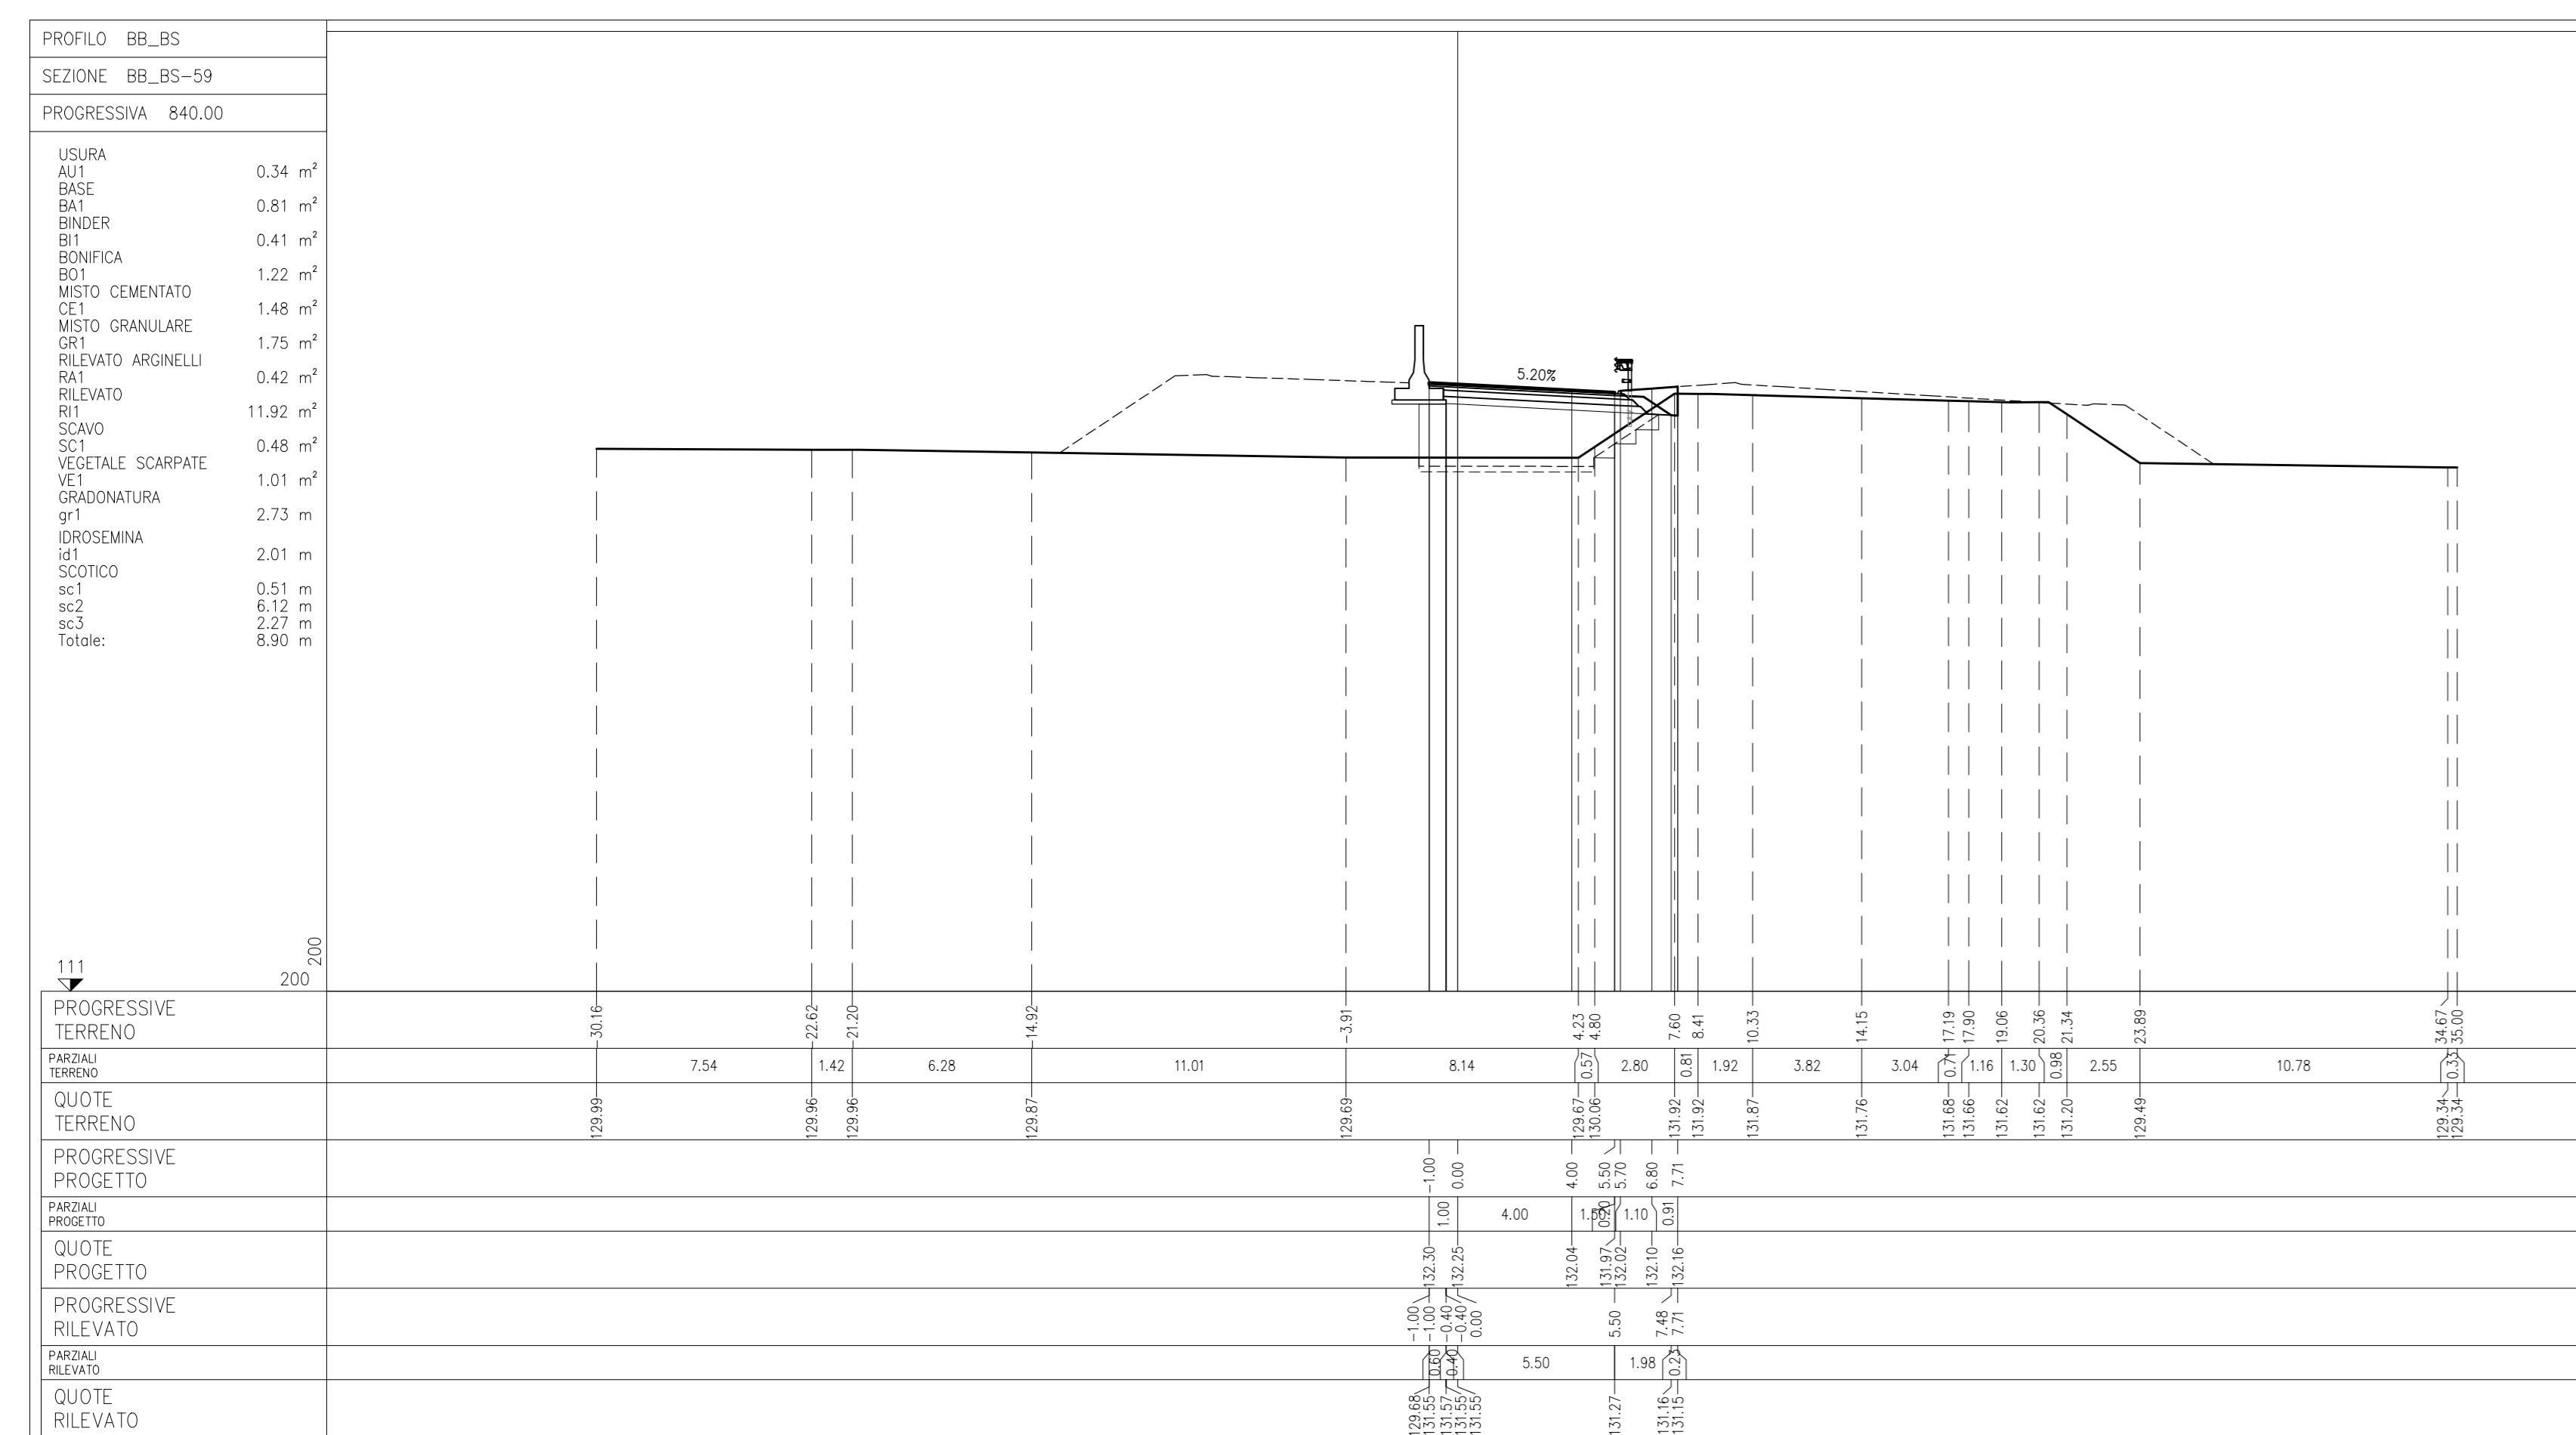 PROFILO BB_BS
SEZIONE BB_BS-59
PROGRESSIVA 840.00
USURA
AU1 0.34 m²
BASE
BA1 0.81 m²
BINDER
BI1 0.41 m²
BONIFICA
BO1 1.22 m²
MISTO CEMENTATO
CE1 1.48 m²
MISTO GRANULARE
GR1 1.75 m²
RILEVATO ARGINELLI
RA1 0.42 m²
RILEVATO
RI1 11.92 m²
SCAVO
SC1 0.48 m²
VEGETALE SCARPATE
VE1 1.01 m²
GRADONATURA
gr1 2.73 m
IDROSEMINA
id1 2.01 m
SCOTICO
sc1 0.51 m
sc2 6.12 m
sc3 2.27 m
Totale: 8.90 m
5.20%
111 200 200
PROGRESSIVE
TERRENO
-30.16 -22.62 -21.20 -14.92 -3.91 4.23 4.80 7.60 8.41 10.33 14.15 17.19 17.90 19.06 20.36 21.34 23.89 34.67 35.00
PARZIALI
TERRENO
7.54 1.42 6.28 11.01 8.14 0.57 2.80 0.81 1.92 3.82 3.04 0.71 1.16 1.30 0.98 2.55 10.78 0.33
QUOTE
TERRENO
129.99 129.96 129.96 129.87 129.69 129.67 130.06 131.92 131.92 131.87 131.76 131.68 131.66 131.62 131.62 131.20 129.49 129.34 129.34
PROGRESSIVE
PROGETTO
-1.00 0.00 4.00 5.50 5.70 6.80 7.71
PARZIALI
PROGETTO
1.00 4.00 1.50 0.20 1.10 0.91
QUOTE
PROGETTO
132.30 132.25 132.04 131.97 132.02 132.10 132.16
PROGRESSIVE
RILEVATO
-1.00 -1.00 -0.40 -0.40 0.00 5.50 7.48 7.71
PARZIALI
RILEVATO
0.60 0.40 5.50 1.98 0.23
QUOTE
RILEVATO
129.68 131.55 131.57 131.55 131.55 131.27 131.16 131.15